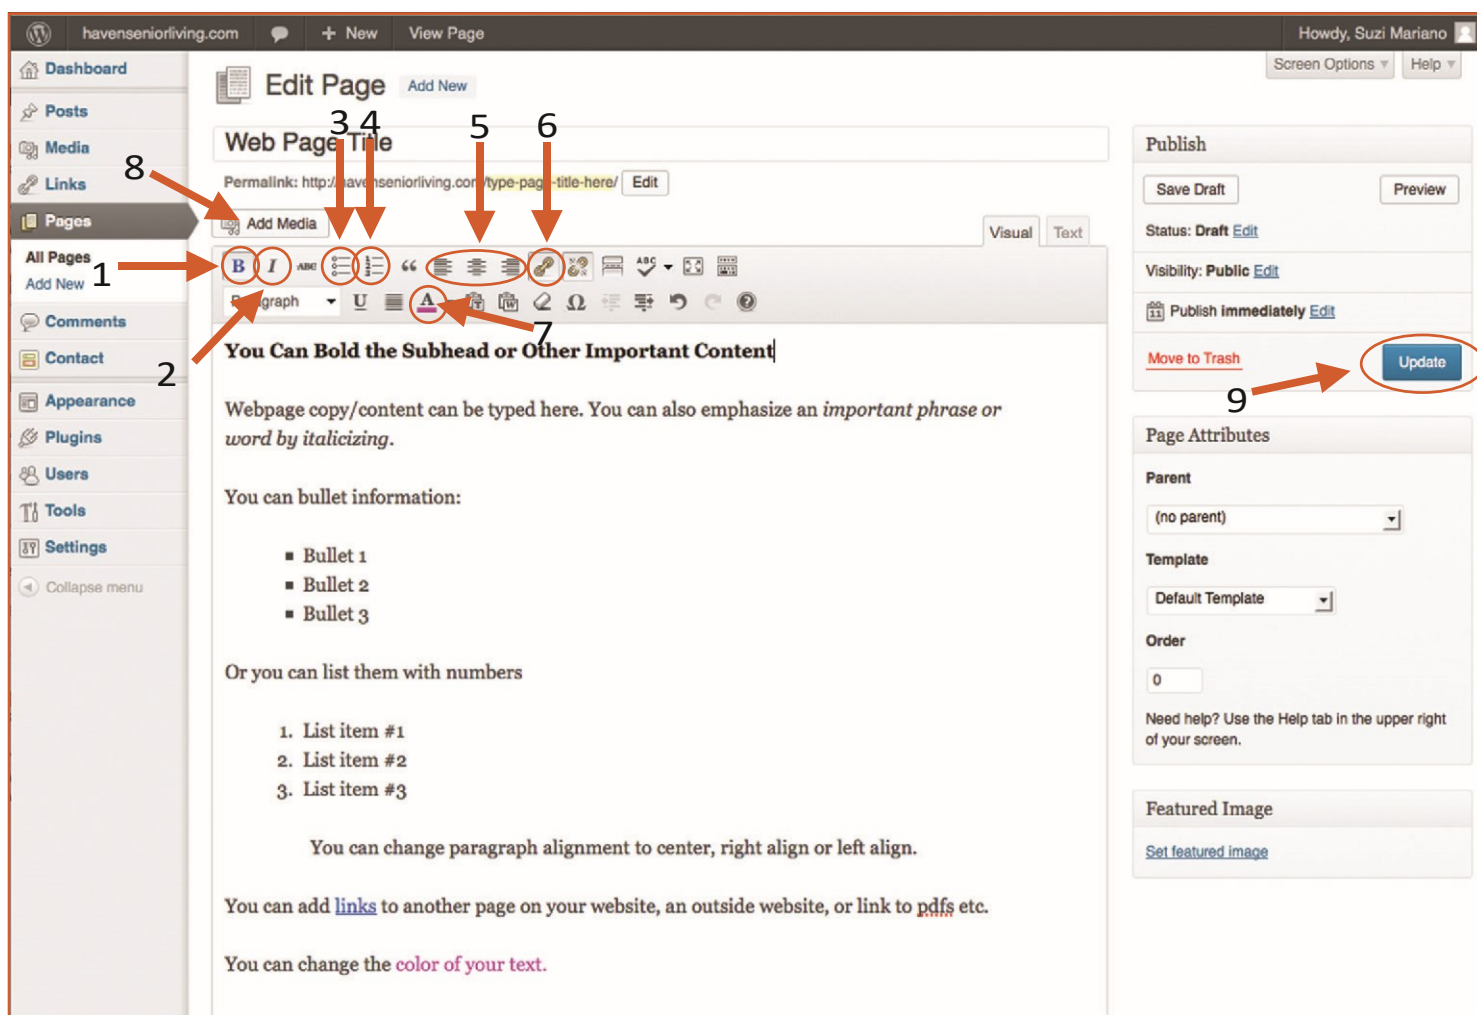 havenseniorliving.com + New View Page Howdy, Suzi Mariano
Screen Options Help
Dashboard
Posts
Media
Links
Pages
All Pages
Add New
Comments
Contact
Appearance
Plugins
Users
Tools
Settings
Collapse menu
Edit Page Add New
3 4 5 6
Web Page Title
8
Permalink: http://havenseniorliving.com/type-page-title-here/ Edit
Add Media
Visual Text
1
B I ABC “ ABC
Paragraph U A T W Ω
2 7
You Can Bold the Subhead or Other Important Content
Webpage copy/content can be typed here. You can also emphasize an important phrase or
word by italicizing.
You can bullet information:
Bullet 1
Bullet 2
Bullet 3
Or you can list them with numbers
1. List item #1
2. List item #2
3. List item #3
You can change paragraph alignment to center, right align or left align.
You can add links to another page on your website, an outside website, or link to pdfs etc.
You can change the color of your text.
Publish
Save Draft Preview
Status: Draft Edit
Visibility: Public Edit
11 Publish immediately Edit
Move to Trash Update
9
Page Attributes
Parent
(no parent)
Template
Default Template
Order
0
Need help? Use the Help tab in the upper right
of your screen.
Featured Image
Set featured image